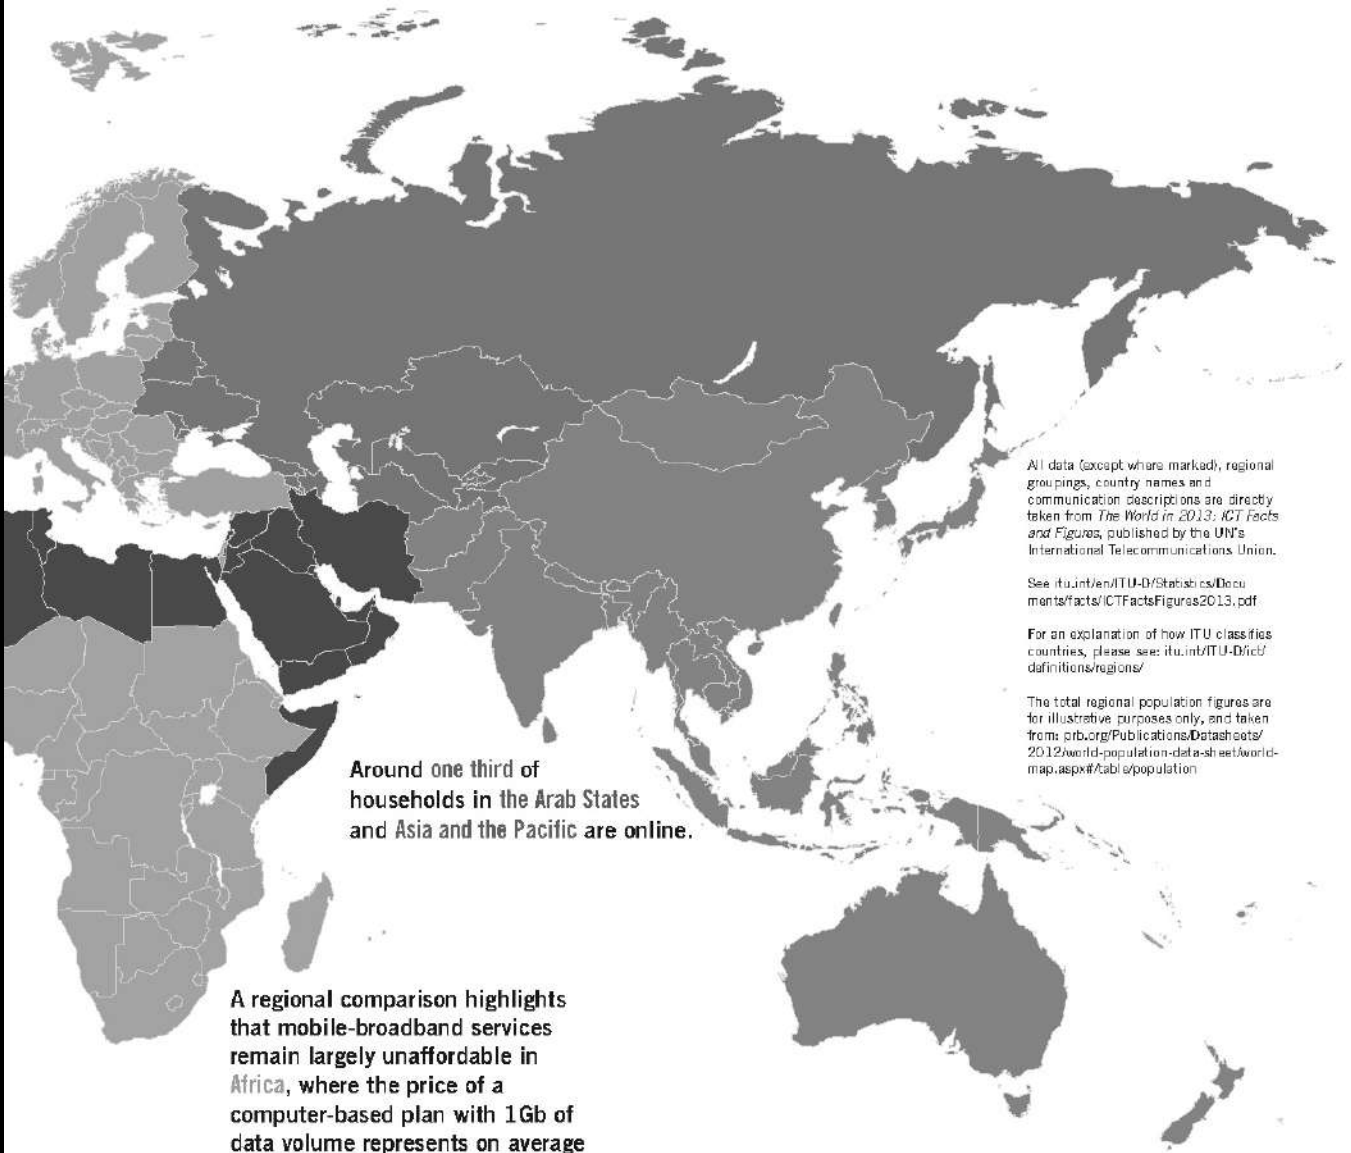 All data (except where marked), regional
groupings, country names and
communication descriptions are directly
taken from The World in 2013: ICT Facts
and Figures, published by the UN's
International Telecommunications Union.
See itu.int/en/ITU-D/Statistics/Docu
ments/facts/ICTFactsFigures2013.pdf
For an explanation of how ITU classifies
countries, please see: itu.int/ITU-D/ict/
definitions/regions/
The total regional population figures are
for illustrative purposes only, and taken
from: prb.org/Publications/Datasheets/
2012/world-population-data-sheet/world-
map.aspx#/table/population
Around one third of
households in the Arab States
and Asia and the Pacific are online.
A regional comparison highlights
that mobile-broadband services
remain largely unaffordable in
Africa, where the price of a
computer-based plan with 1Gb of
data volume represents on average